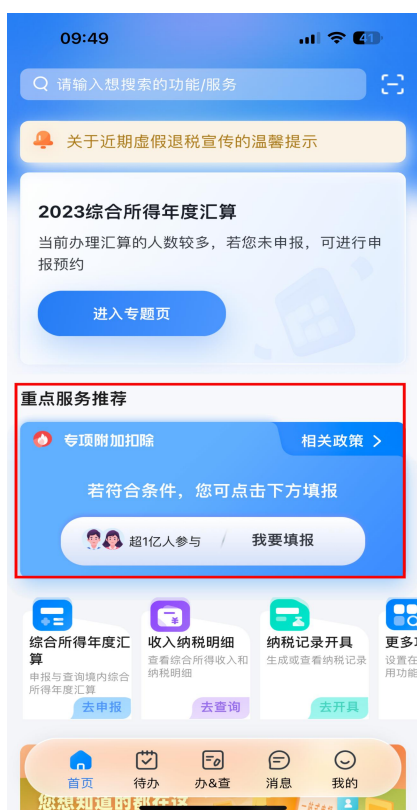 09:49
41
请输入想搜索的功能/服务
关于近期虚假退税宣传的温馨提示
2023综合所得年度汇算
当前办理汇算的人数较多，若您未申报，可进行申
报预约
进入专题页
重点服务推荐
专项附加扣除
相关政策
若符合条件，您可点击下方填报
超1亿人参与 / 我要填报
综合所得年度汇
算
申报与查询境内综合
所得年度汇算
去申报
收入纳税明细
查看综合所得收入和
纳税明细
去查询
纳税记录开具
生成或查看纳税记录
去开具
设置在
用功能
首页
待办
办&查
消息
我的